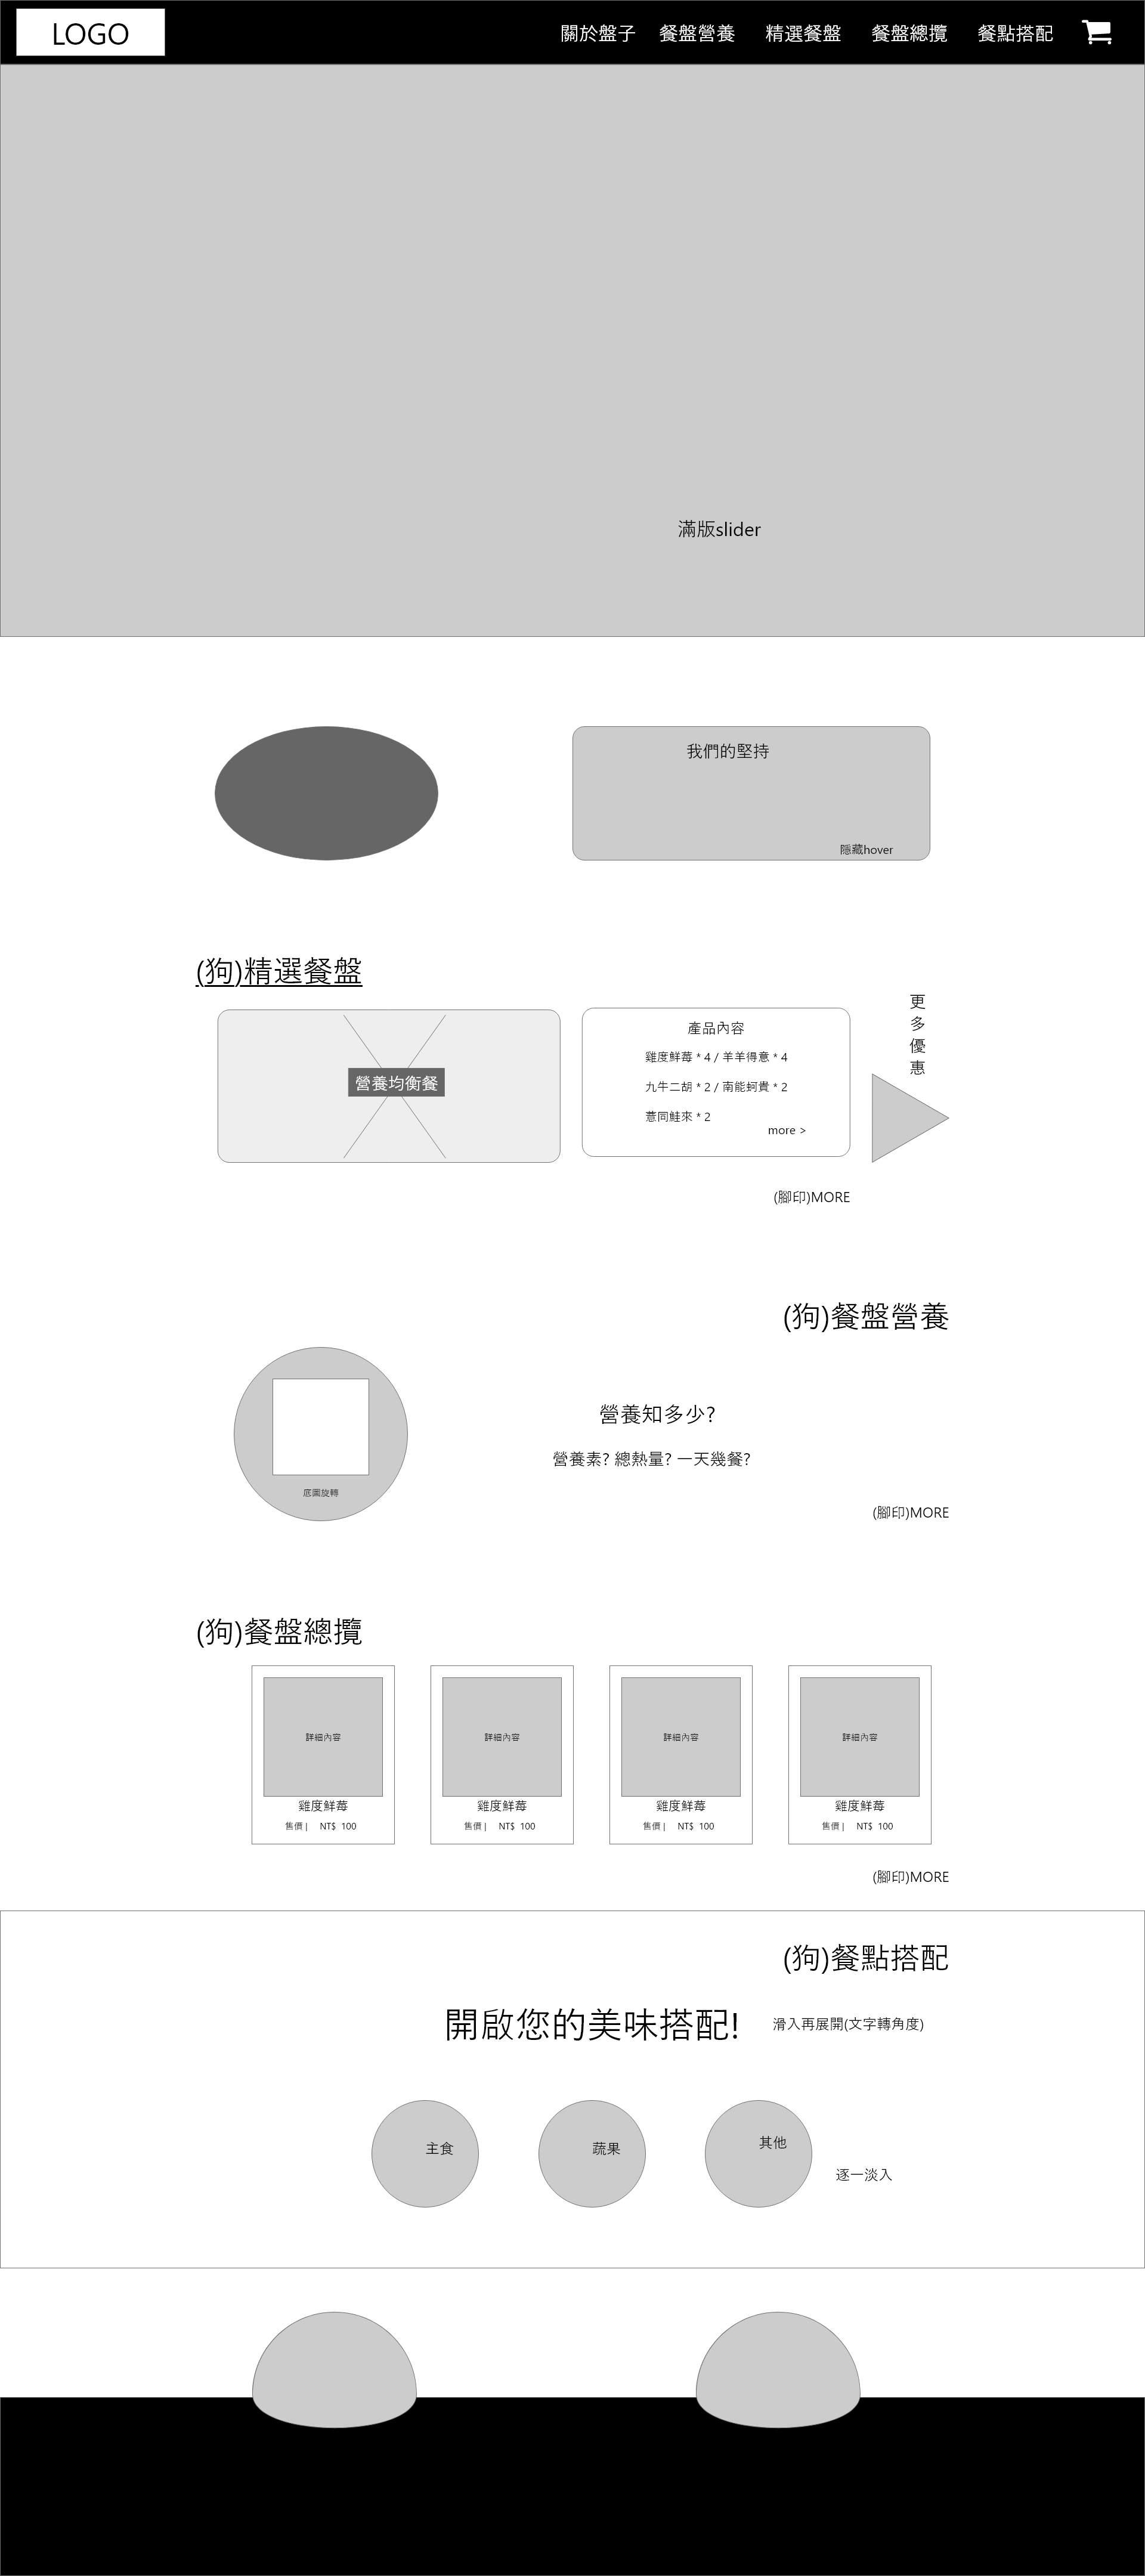 LOGO
關於盤子 餐盤營養 精選餐盤 餐盤總攬 餐點搭配
滿版slider
我們的堅持
隱藏hover
(狗)精選餐盤
營養均衡餐
產品內容
雞度鮮莓 * 4 / 羊羊得意 * 4
九牛二胡 * 2 / 南能蚵貴 * 2
薏同鮭來 * 2
more >
更多優惠
(腳印)MORE
(狗)餐盤營養
底圖旋轉
營養知多少?
營養素? 總熱量? 一天幾餐?
(腳印)MORE
(狗)餐盤總攬
詳細內容 詳細內容 詳細內容 詳細內容
雞度鮮莓 雞度鮮莓 雞度鮮莓 雞度鮮莓
售價 | NT$ 100 售價 | NT$ 100 售價 | NT$ 100 售價 | NT$ 100
(腳印)MORE
(狗)餐點搭配
開啟您的美味搭配!
滑入再展開(文字轉角度)
主食 蔬果 其他
逐一淡入